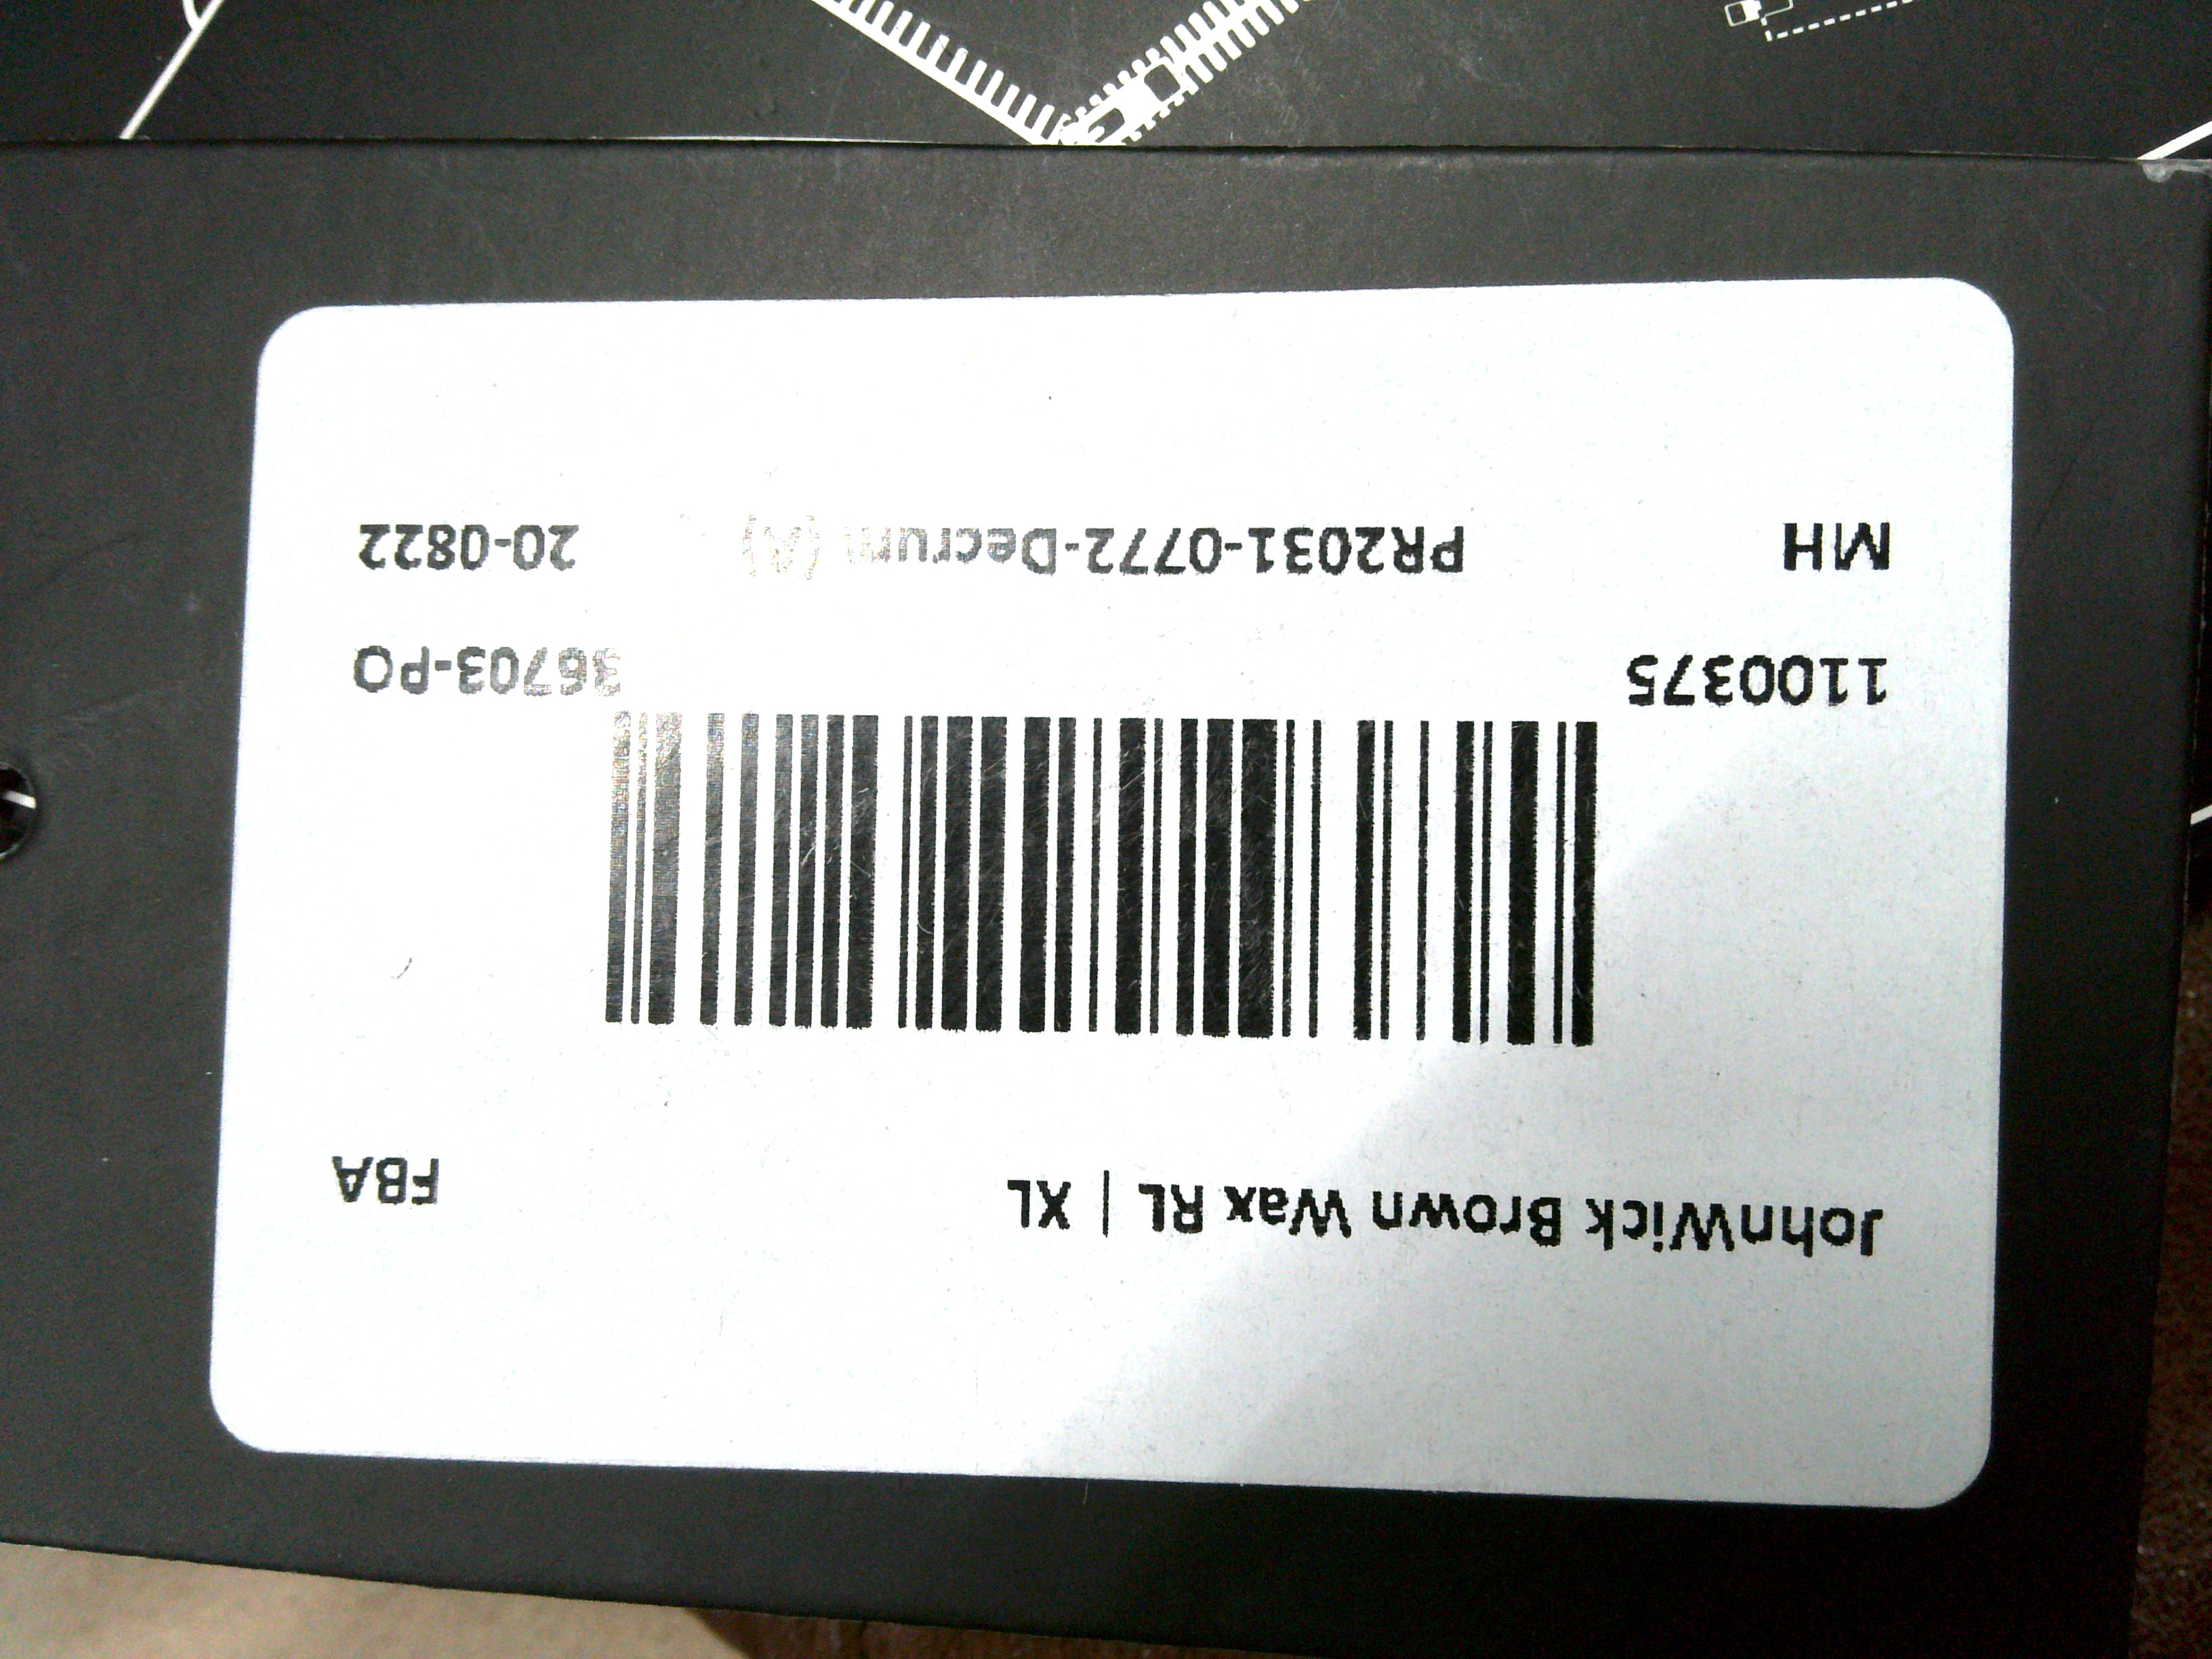 JohnWick Brown Wax RL | XL FBA
1100375 36703-PO
MH PR2031-0772-Decrum (A) 20-0822